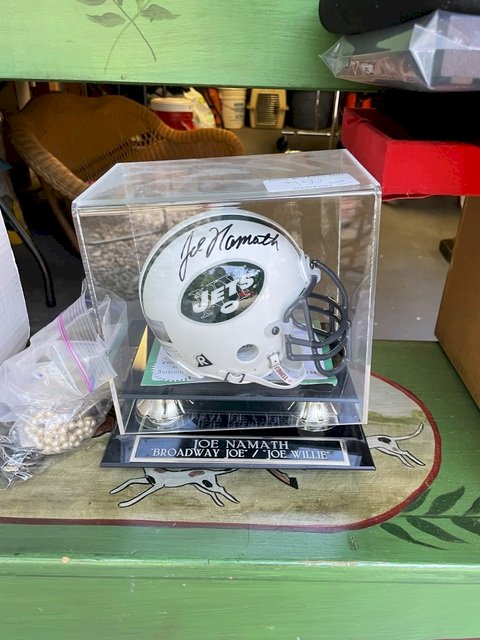 Joe Namath
JETS
R
JOE NAMATH
"BROADWAY JOE" / "JOE WILLIE"